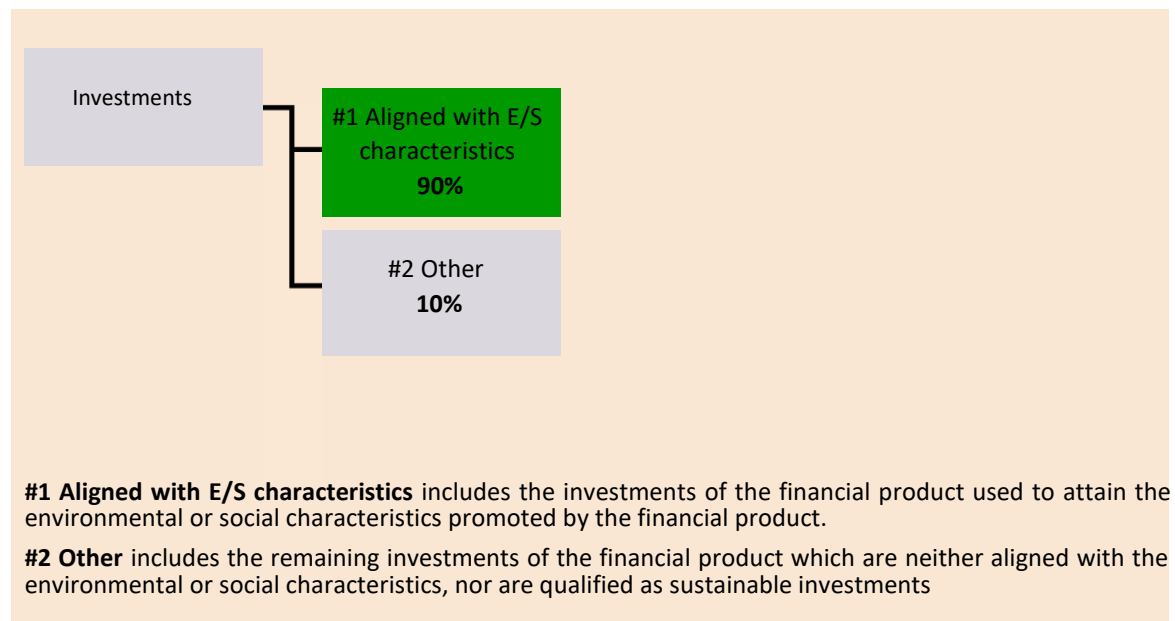 Investments
#1 Aligned with E/S
characteristics
90%
#2 Other
10%
#1 Aligned with E/S characteristics includes the investments of the financial product used to attain the
environmental or social characteristics promoted by the financial product.
#2 Other includes the remaining investments of the financial product which are neither aligned with the
environmental or social characteristics, nor are qualified as sustainable investments